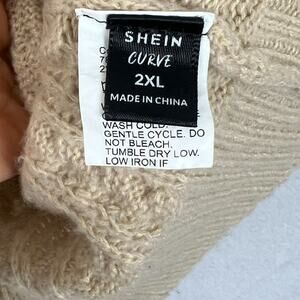 SHEIN
CURVE
2XL
MADE IN CHINA
WASH COLD
GENTLE CYCLE. DO
NOT BLEACH.
TUMBLE DRY LOW.
LOW IRON IF